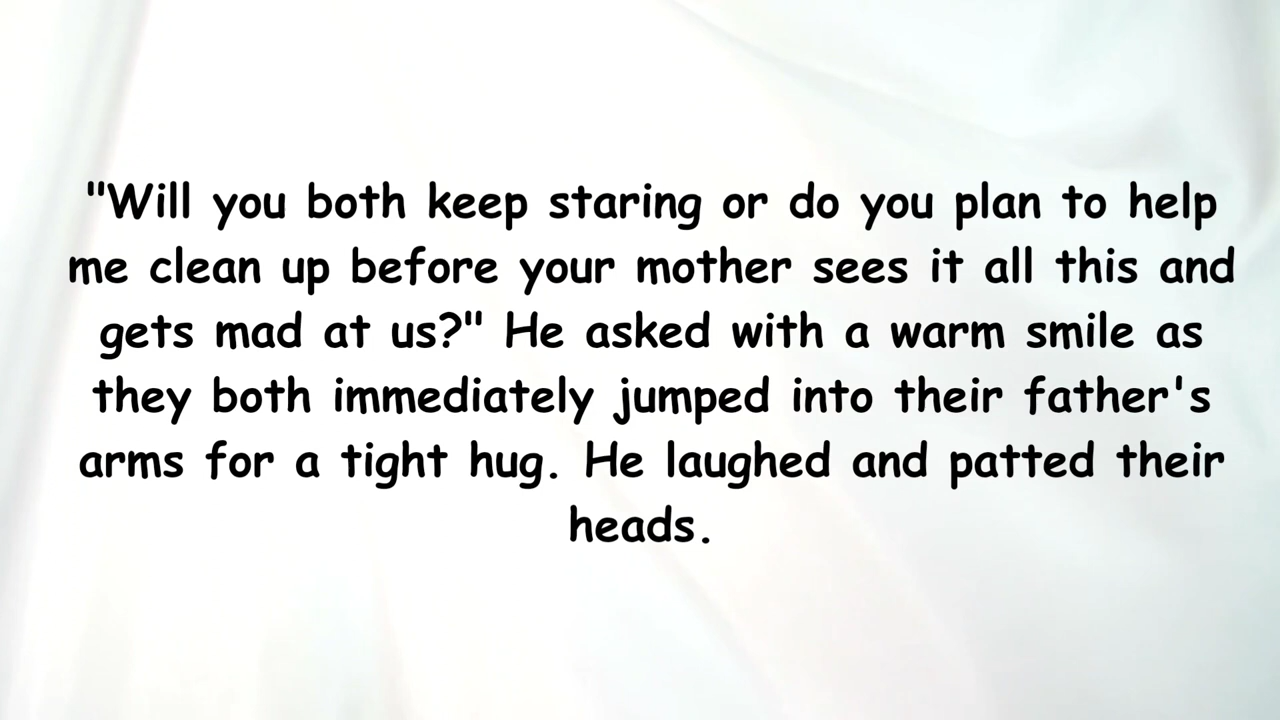 "Will you both keep staring or do you plan to help
me clean up before your mother sees it all this and
gets mad at us?" He asked with a warm smile as
they both immediately jumped into their father's
arms for a tight hug. He laughed and patted their
heads.